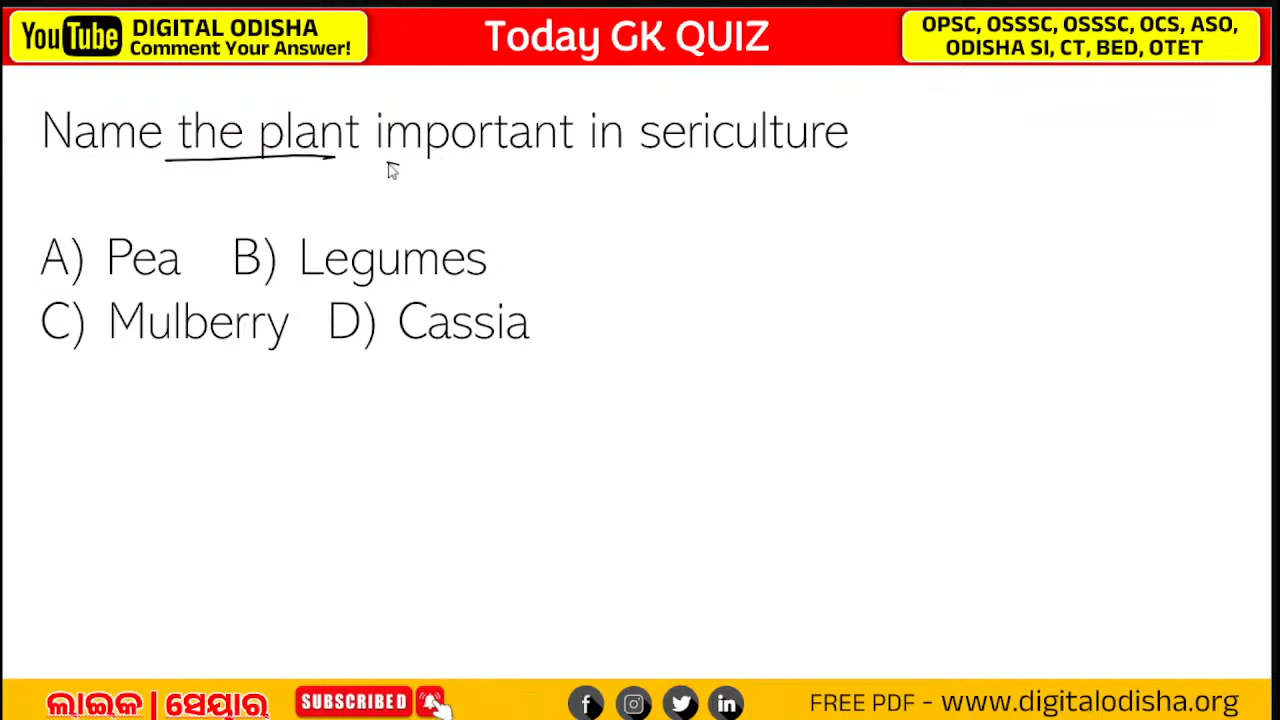 YouTube DIGITAL ODISHA
Comment Your Answer!
Today GK QUIZ
OPSC, OSSSC, OSSSC, OCS, ASO,
ODISHA SI, CT, BED, OTET
Name the plant important in sericulture
A) Pea B) Legumes
C) Mulberry D) Cassia
ଲାଇକ | ସେୟାର୍
SUBSCRIBED
FREE PDF - www.digitalodisha.org